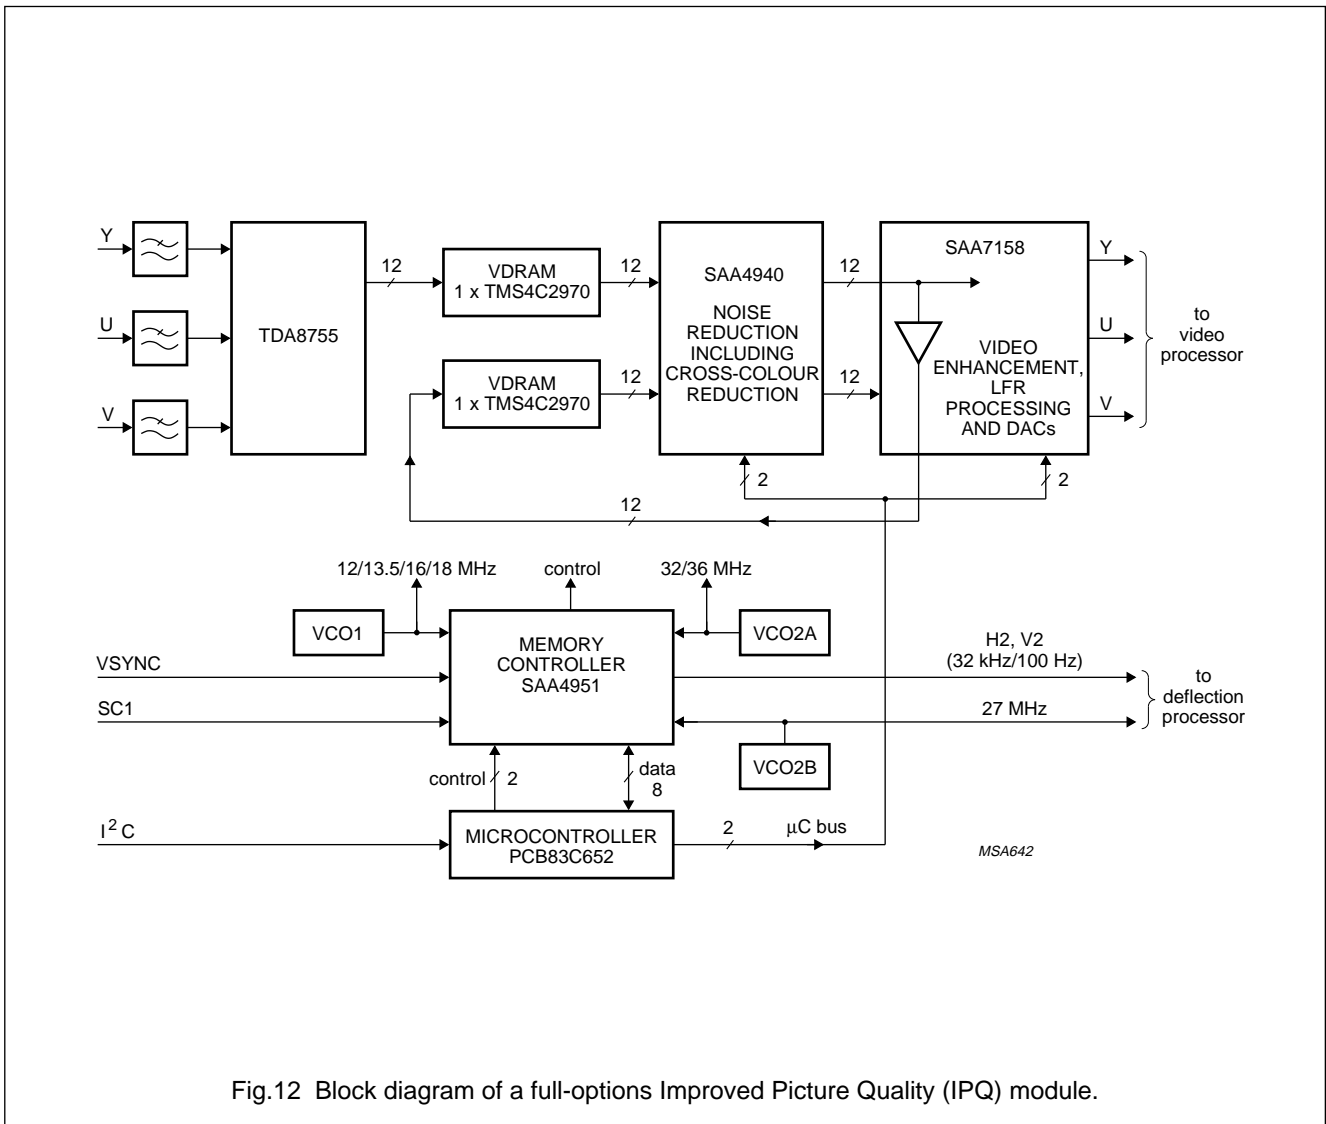 Y
U
V
TDA8755
12
VDRAM
1 x TMS4C2970
12
VDRAM
1 x TMS4C2970
12
SAA4940
NOISE
REDUCTION
INCLUDING
CROSS-COLOUR
REDUCTION
12
12
SAA7158
VIDEO
ENHANCEMENT,
LFR
PROCESSING
AND DACs
Y
U
V
to
video
processor
2
2
12
12/13.5/16/18 MHz
control
32/36 MHz
VCO1
MEMORY
CONTROLLER
SAA4951
VCO2A
VSYNC
SC1
H2, V2
(32 kHz/100 Hz)
27 MHz
to
deflection
processor
VCO2B
control
2
data
8
I2C
MICROCONTROLLER
PCB83C652
2
μC bus
MSA642
Fig.12 Block diagram of a full-options Improved Picture Quality (IPQ) module.